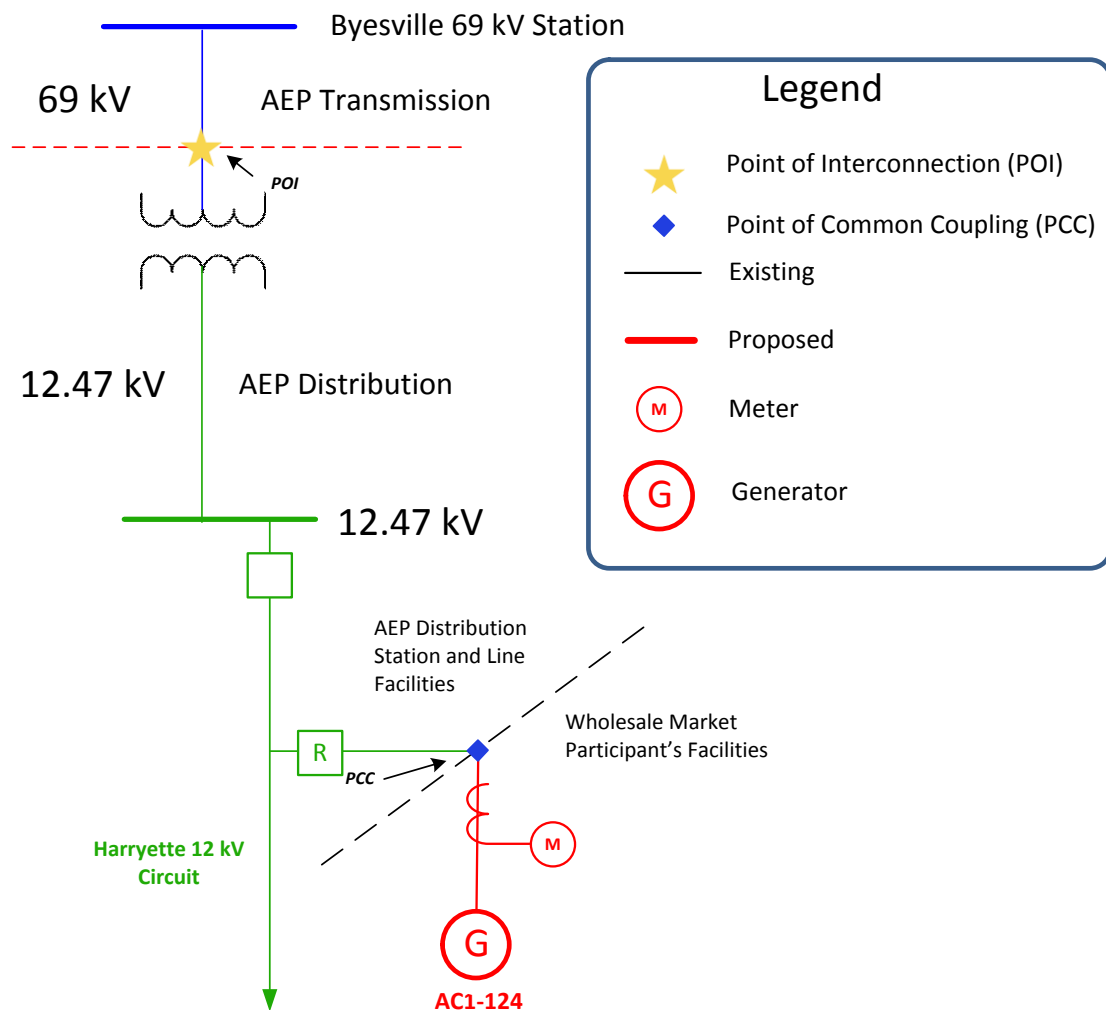 Byesville 69 kV Station
69 kV
AEP Transmission
POI
12.47 kV
AEP Distribution
12.47 kV
AEP Distribution
Station and Line
Facilities
Wholesale Market
Participant's Facilities
R
PCC
M
Harryette 12 kV
Circuit
G
AC1-124
Legend
Point of Interconnection (POI)
Point of Common Coupling (PCC)
Existing
Proposed
M
Meter
G
Generator